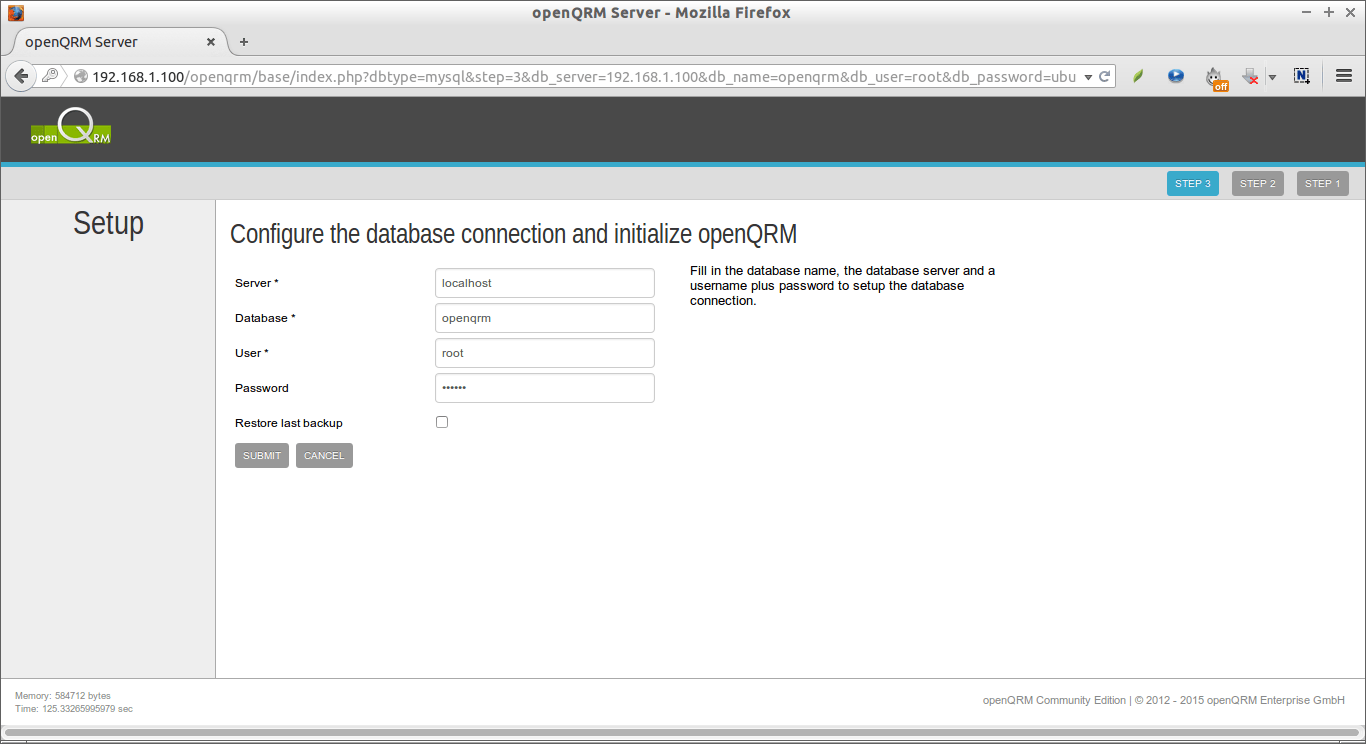 openQRM Server - Mozilla Firefox
openQRM Server
192.168.1.100/openqrm/base/index.php?dbtype=mysql&step=3&db_server=192.168.1.100&db_name=openqrm&db_user=root&db_password=ubu
off
N
openQRM
STEP 3 STEP 2 STEP 1
Setup
Configure the database connection and initialize openQRM
Server * localhost
Database * openqrm
User * root
Password ••••••
Restore last backup
SUBMIT CANCEL
Fill in the database name, the database server and a
username plus password to setup the database
connection.
Memory: 584712 bytes
Time: 125.33265995979 sec
openQRM Community Edition | © 2012 - 2015 openQRM Enterprise GmbH